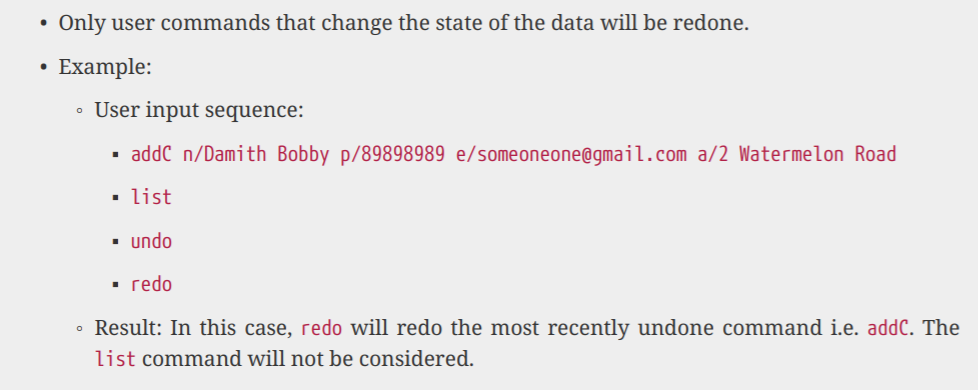 • Only user commands that change the state of the data will be redone.
• Example:
◦ User input sequence:
▪ addC n/Damith Bobby p/89898989 e/someoneone@gmail.com a/2 Watermelon Road
▪ list
▪ undo
▪ redo
◦ Result: In this case, redo will redo the most recently undone command i.e. addC. The
list command will not be considered.